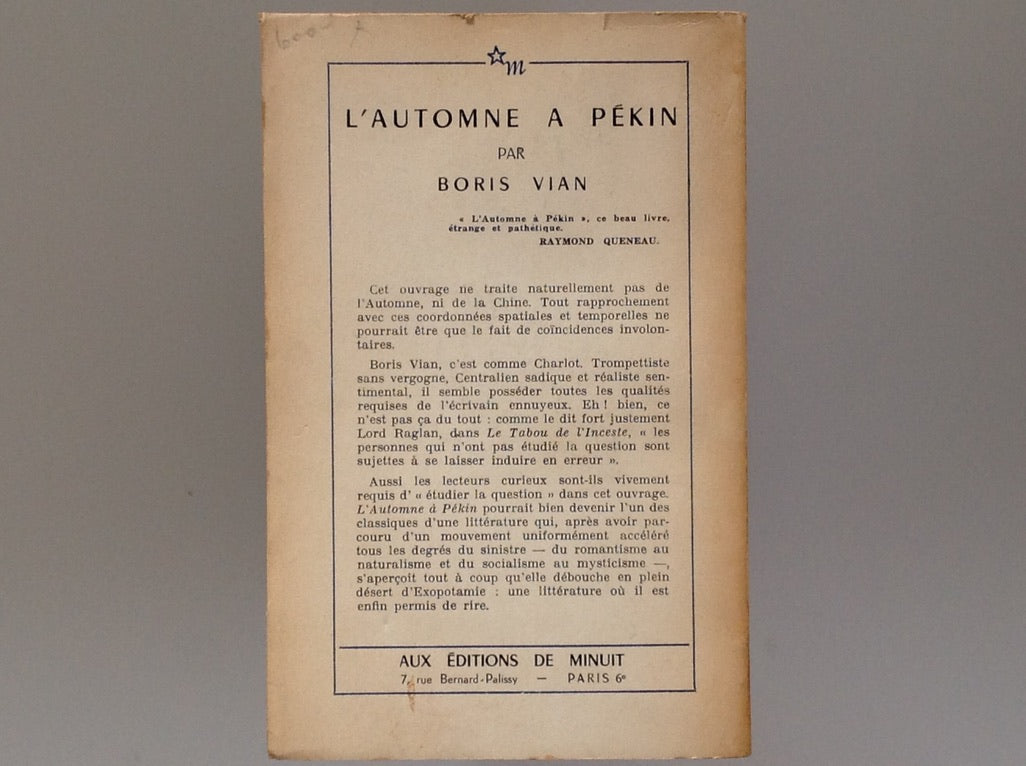 600
m
L'AUTOMNE A PÉKIN
PAR
BORIS VIAN
« L'Automne à Pékin », ce beau livre,
étrange et pathétique.
RAYMOND QUENEAU.
Cet ouvrage ne traite naturellement pas de
l'Automne, ni de la Chine. Tout rapprochement
avec ces coordonnées spatiales et temporelles ne
pourrait être que le fait de coïncidences involon-
taires.
Boris Vian, c'est comme Charlot. Trompettiste
sans vergogne, Centralien sadique et réaliste sen-
timental, il semble posséder toutes les qualités
requises de l'écrivain ennuyeux. Eh ! bien, ce
n'est pas ça du tout : comme le dit fort justement
Lord Raglan, dans Le Tabou de l'Inceste, « les
personnes qui n'ont pas étudié la question sont
sujettes à se laisser induire en erreur ».
Aussi les lecteurs curieux sont-ils vivement
requis d' « étudier la question » dans cet ouvrage.
L'Automne à Pékin pourrait bien devenir l'un des
classiques d'une littérature qui, après avoir par-
couru d'un mouvement uniformément accéléré
tous les degrés du sinistre — du romantisme au
naturalisme et du socialisme au mysticisme —,
s'aperçoit tout à coup qu'elle débouche en plein
désert d'Exopotamie : une littérature où il est
enfin permis de rire.
AUX ÉDITIONS DE MINUIT
7, rue Bernard-Palissy — PARIS 6e